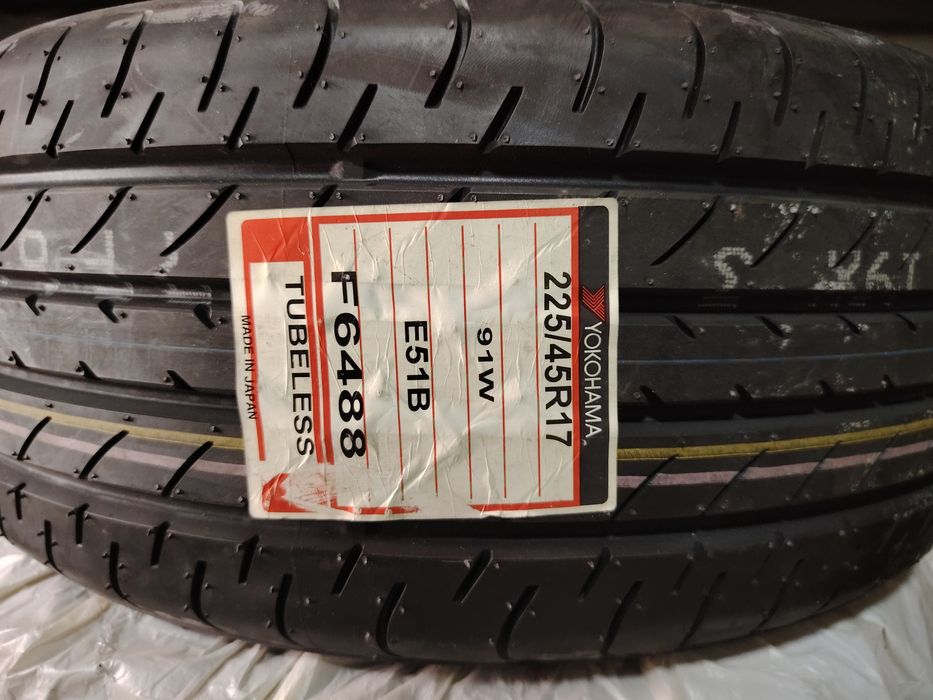 YOKOHAMA
225/45R17
91W
E51B
F6488
TUBELESS
MADE IN JAPAN